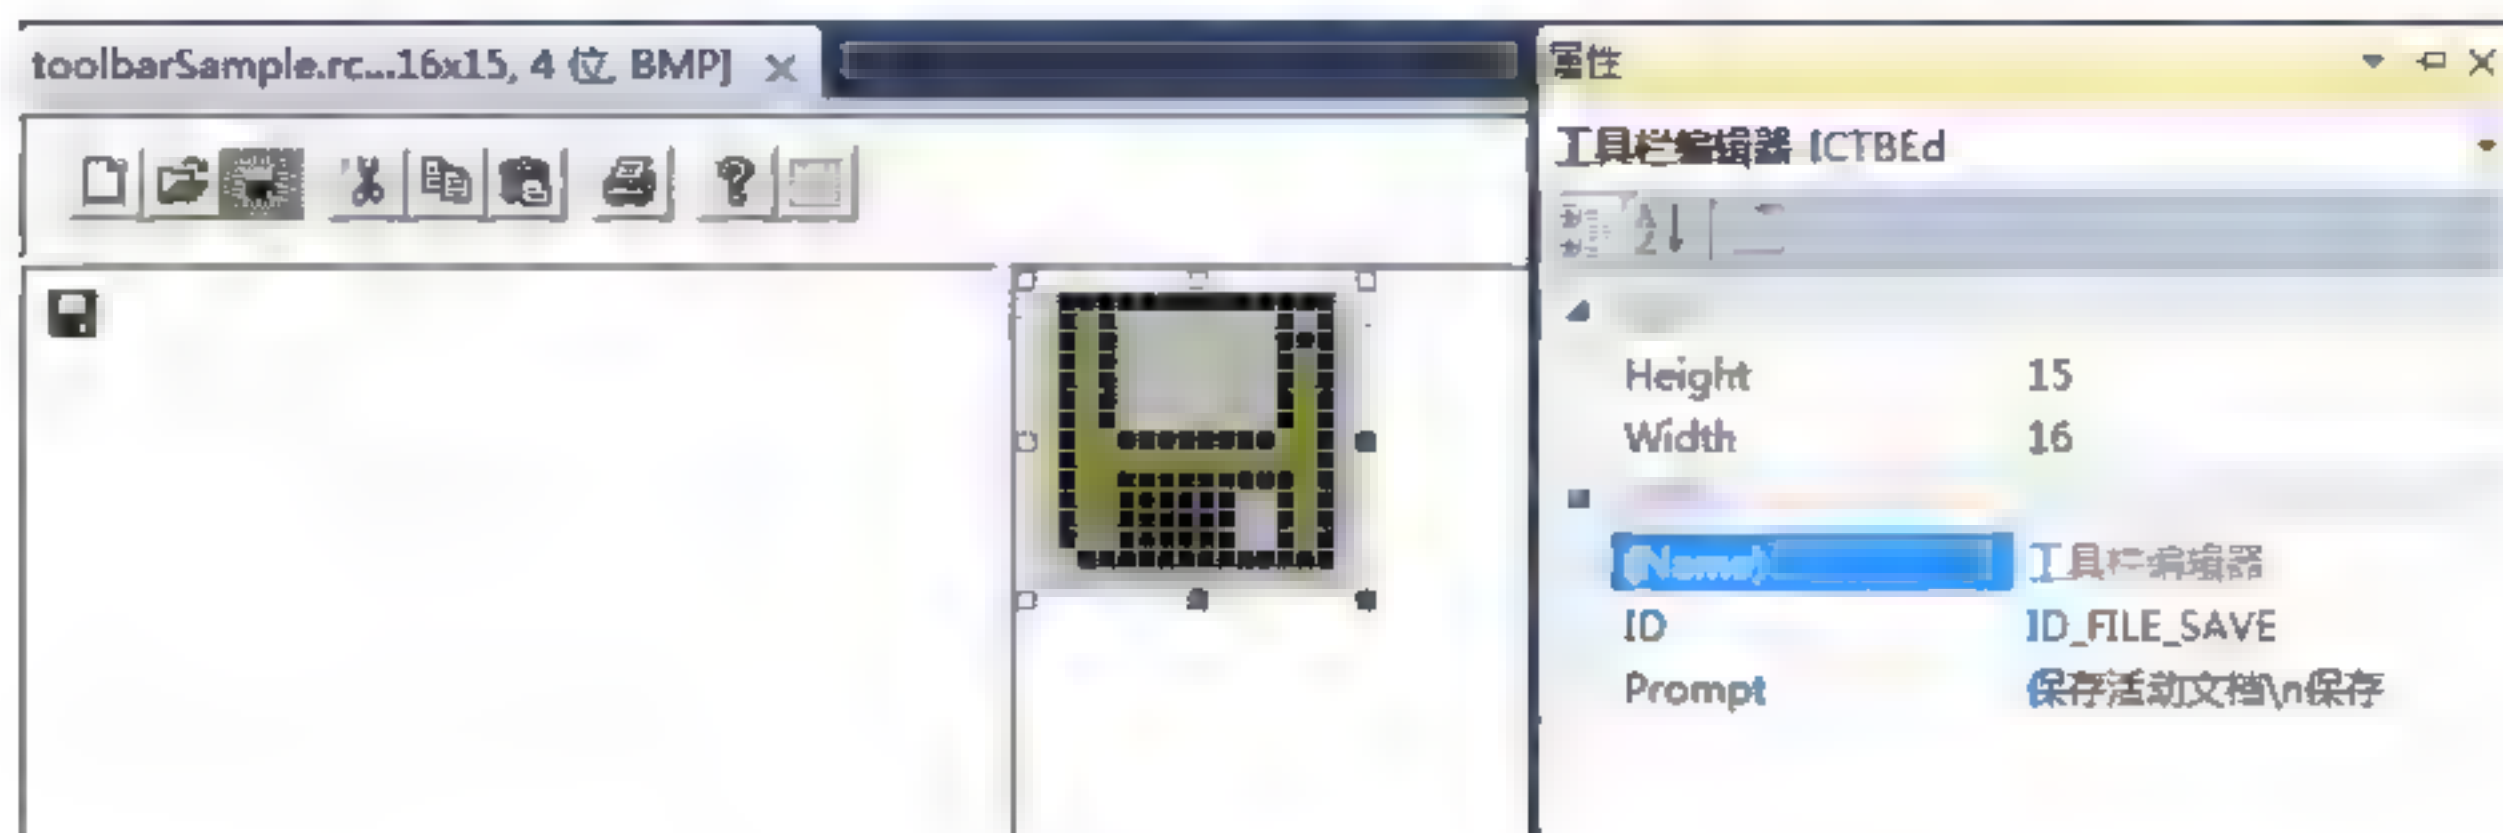 toolbarSample.rc...16x15, 4 位, BMP]
属性
工具栏编辑器 ICTBEd
Height 15
Width 16
(Name) 工具栏编辑器
ID ID_FILE_SAVE
Prompt 保存活动文档\n保存